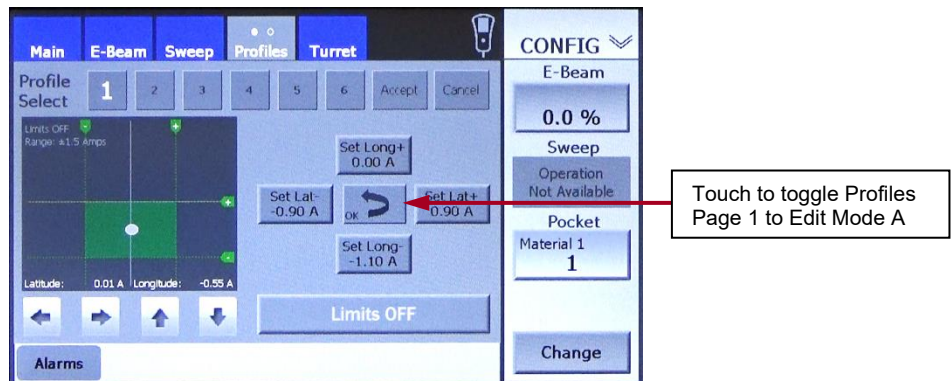 Main E-Beam Sweep Profiles Turret
CONFIG
Profile
Select
1 2 3 4 5 6 Accept Cancel
E-Beam
0.0 %
Limits OFF
Range: ±1.5 Amps
- +
+
-
Latitude: 0.01 A Longitude: -0.55 A
Set Long+
0.00 A
Set Lat-
-0.90 A
OK
Set Lat+
0.90 A
Set Long-
-1.10 A
Limits OFF
Sweep
Operation
Not Available
Pocket
Material 1
1
Change
Alarms
Touch to toggle Profiles
Page 1 to Edit Mode A